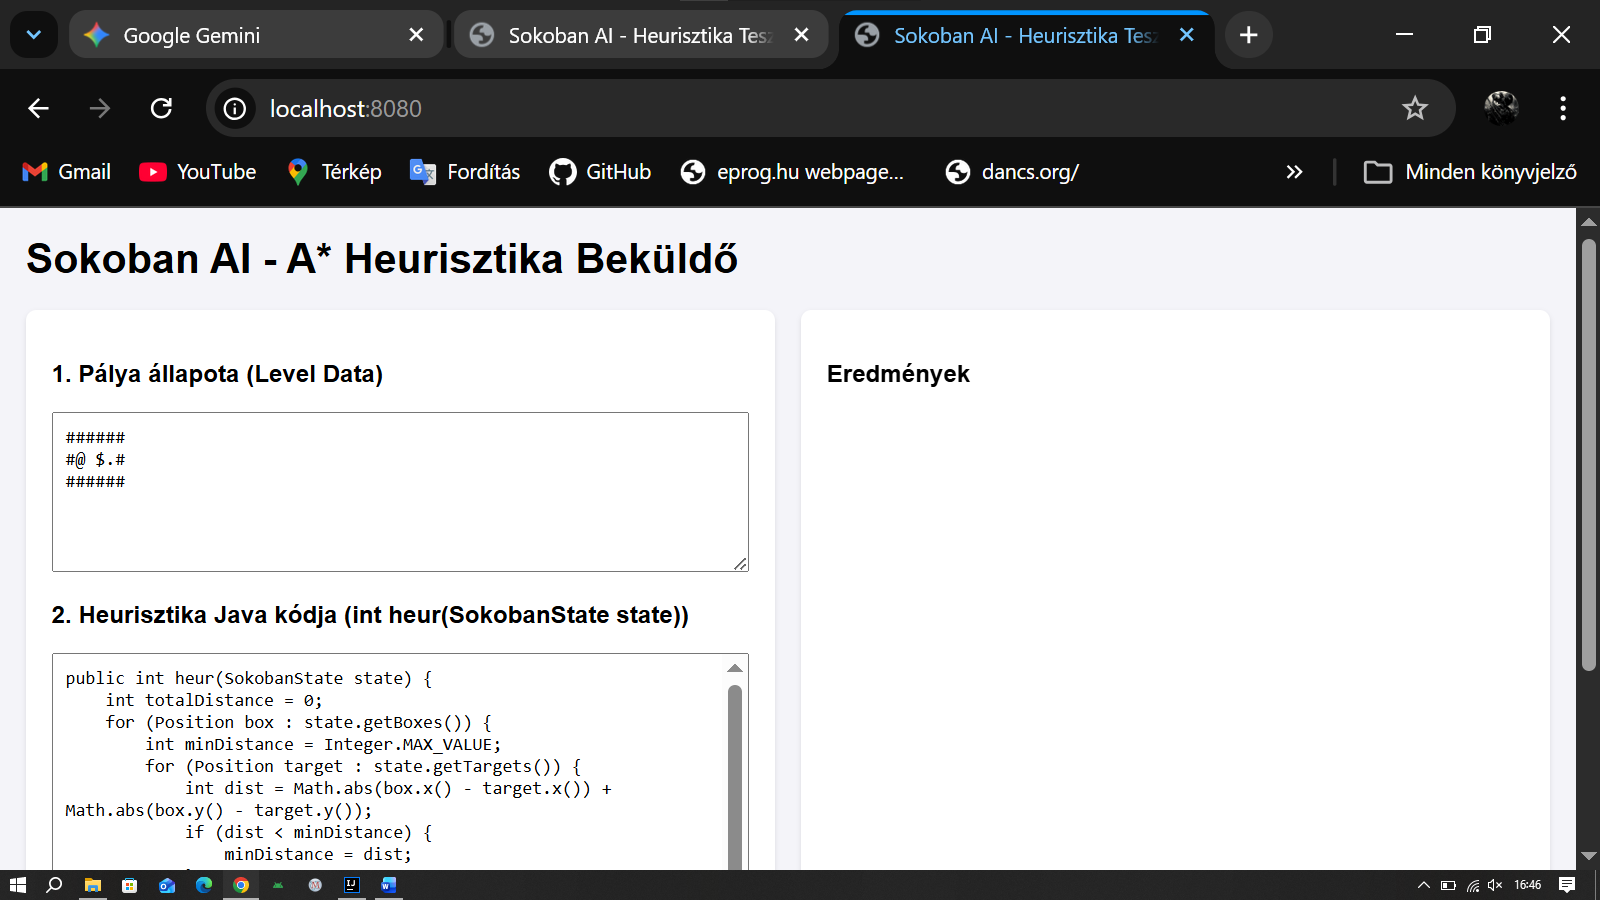 Google Gemini
Sokoban AI - Heurisztika Tesz
Sokoban AI - Heurisztika Tesz
localhost:8080
Gmail
YouTube
Térkép
Fordítás
GitHub
eprog.hu webpage...
dancs.org/
Minden könyvjelző
Sokoban AI - A* Heurisztika Beküldő
1. Pálya állapota (Level Data)
######
#@ $.#
######
2. Heurisztika Java kódja (int heur(SokobanState state))
public int heur(SokobanState state) {
    int totalDistance = 0;
    for (Position box : state.getBoxes()) {
        int minDistance = Integer.MAX_VALUE;
        for (Position target : state.getTargets()) {
            int dist = Math.abs(box.x() - target.x()) +
Math.abs(box.y() - target.y());
            if (dist < minDistance) {
                minDistance = dist;
Eredmények
16:46